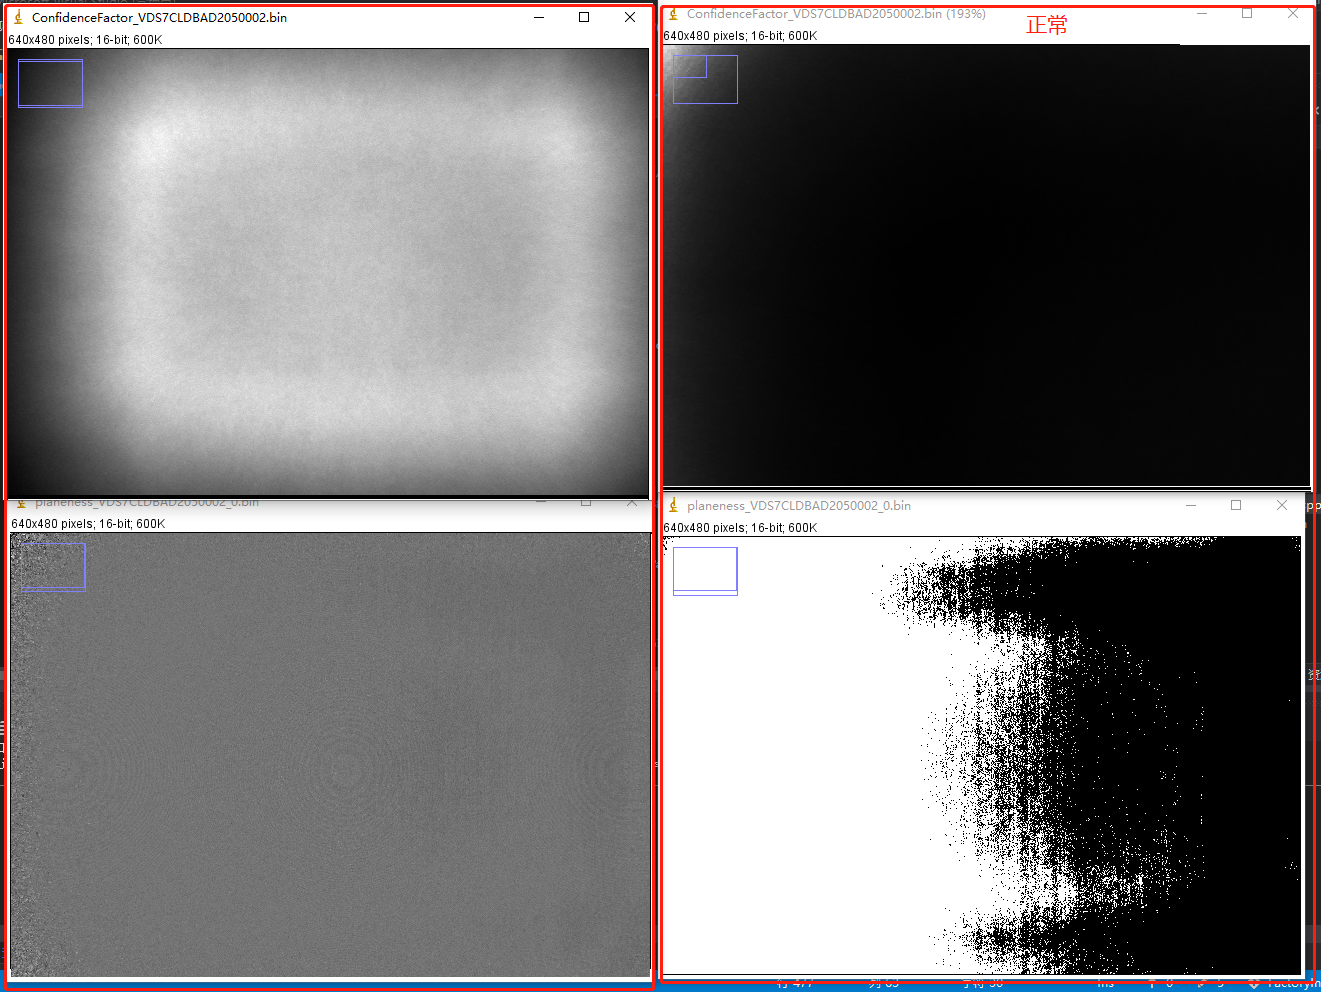 ConfidenceFactor_VDS7CLDBAD2050002.bin
640x480 pixels; 16-bit; 600K
ConfidenceFactor_VDS7CLDBAD2050002.bin (193%)
正常
640x480 pixels; 16-bit; 600K
planeness_VDS7CLDBAD2050002_0.bin
640x480 pixels; 16-bit; 600K
planeness_VDS7CLDBAD2050002_0.bin
640x480 pixels; 16-bit; 600K